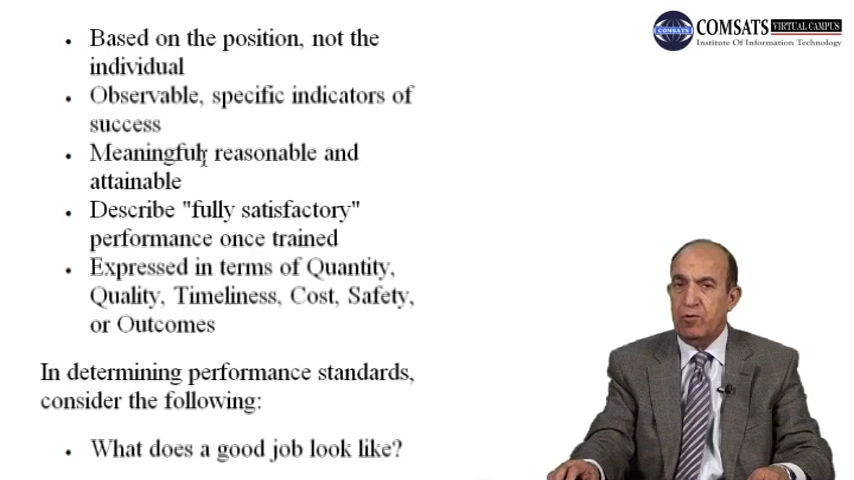 Based on the position, not the
individual
Observable, specific indicators of
success
Meaningful, reasonable and
attainable
Describe "fully satisfactory"
performance once trained
Expressed in terms of Quantity,
Quality, Timeliness, Cost, Safety,
or Outcomes
In determining performance standards,
consider the following:
What does a good job look like?
COMSATS VIRTUAL CAMPUS
Institute Of Information Technology
COMSATS